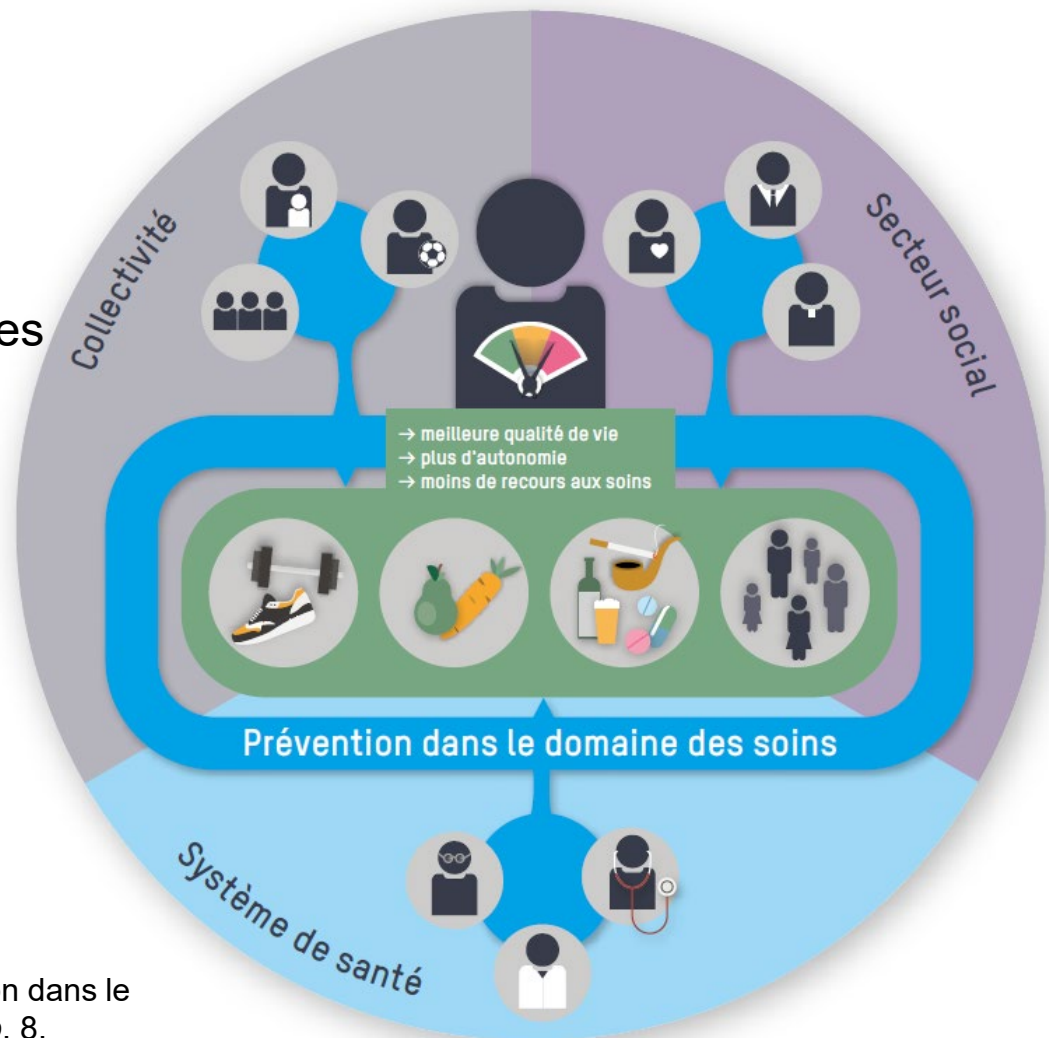 Collectivité
Secteur social
es
→ meilleure qualité de vie
→ plus d'autonomie
→ moins de recours aux soins
Prévention dans le domaine des soins
Système de santé
on dans le
. 8.